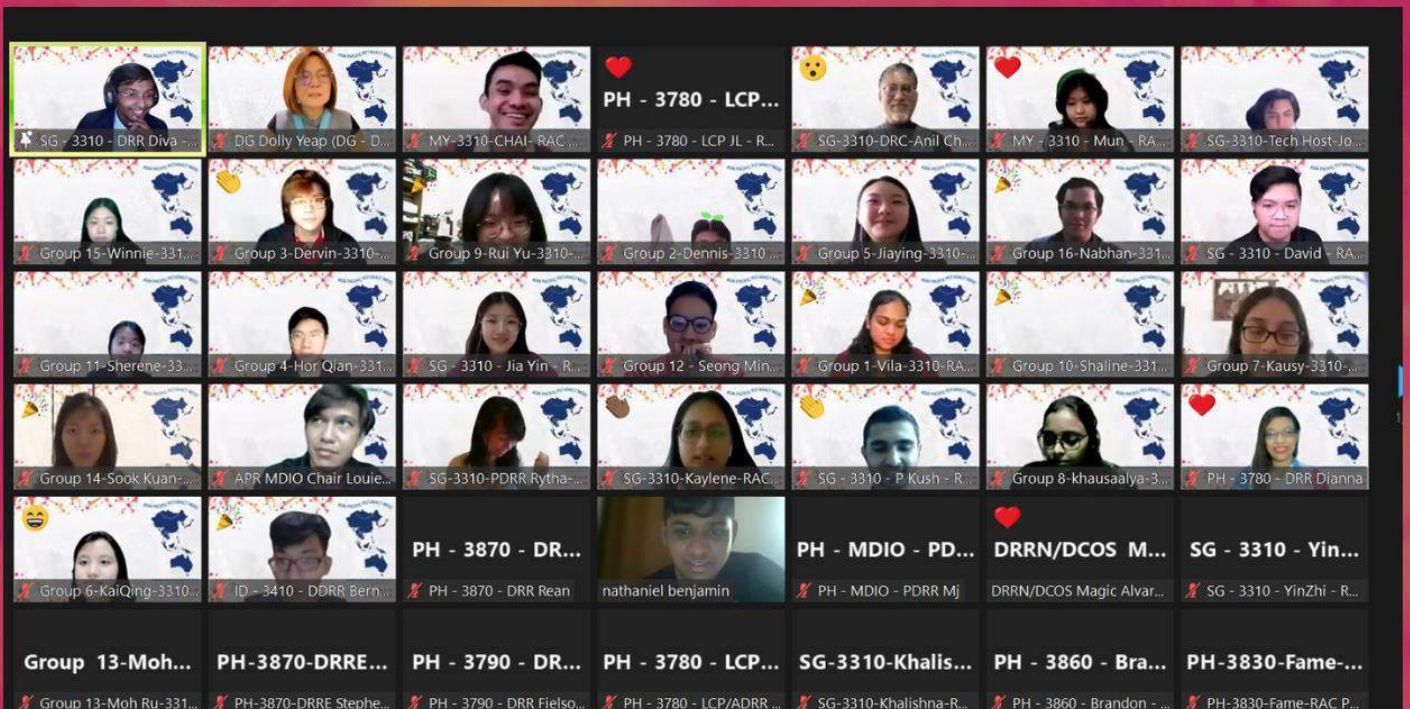 SG - 3310 - DRR Diva -...
DG Dolly Yeap (DG - D...
MY-3310-CHAI- RAC ...
PH - 3780 - LCP...
PH - 3780 - LCP JL - R...
SG-3310-DRC-Anil Ch...
MY - 3310 - Mun - RA...
SG-3310-Tech Host-Jo...
Group 15-Winnie-331...
Group 3-Dervin-3310-...
Group 9-Rui Yu-3310-...
Group 2-Dennis-3310 ...
Group 5-Jiaying-3310-...
Group 16-Nabhan-331...
SG - 3310 - David - RA...
Group 11-Sherene-33...
Group 4-Hor Qian-331...
SG - 3310 - Jia Yin - R...
Group 12 - Seong Min...
Group 1-Vila-3310-RA...
Group 10-Shaline-331...
Group 7-Kausy-3310-...
Group 14-Sook Kuan-...
APR MDIO Chair Louie...
SG-3310-PDRR Rytha-...
SG-3310-Kaylene-RAC...
SG - 3310 - P Kush - R...
Group 8-khausaalya-3...
PH - 3780 - DRR Dianna
Group 6-KaiQing-3310...
ID - 3410 - DDRR Bern...
PH - 3870 - DR...
PH - 3870 - DRR Rean
nathaniel benjamin
PH - MDIO - PD...
PH - MDIO - PDRR Mj
DRRN/DCOS M...
DRRN/DCOS Magic Alvar...
SG - 3310 - Yin...
SG - 3310 - YinZhi - R...
Group 13-Moh...
Group 13-Moh Ru-331...
PH-3870-DRRE...
PH-3870-DRRE Stephe...
PH - 3790 - DR...
PH - 3790 - DRR Fielso...
PH - 3780 - LCP...
PH - 3780 - LCP/ADRR ...
SG-3310-Khalis...
SG-3310-Khalishna-R...
PH - 3860 - Bra...
PH - 3860 - Brandon - ...
PH-3830-Fame-...
PH-3830-Fame-RAC P...